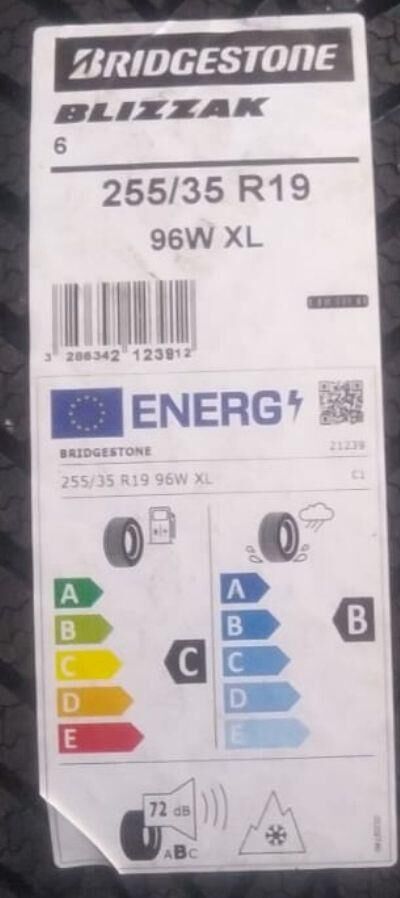 BRIDGESTONE
BLIZZAK
6
255/35 R19
96W XL
3 286342 123912
ENERG
BRIDGESTONE
21239
255/35 R19 96W XL
C1
A
B
C
D
E
C
A
B
C
D
E
B
72 dB
ABC